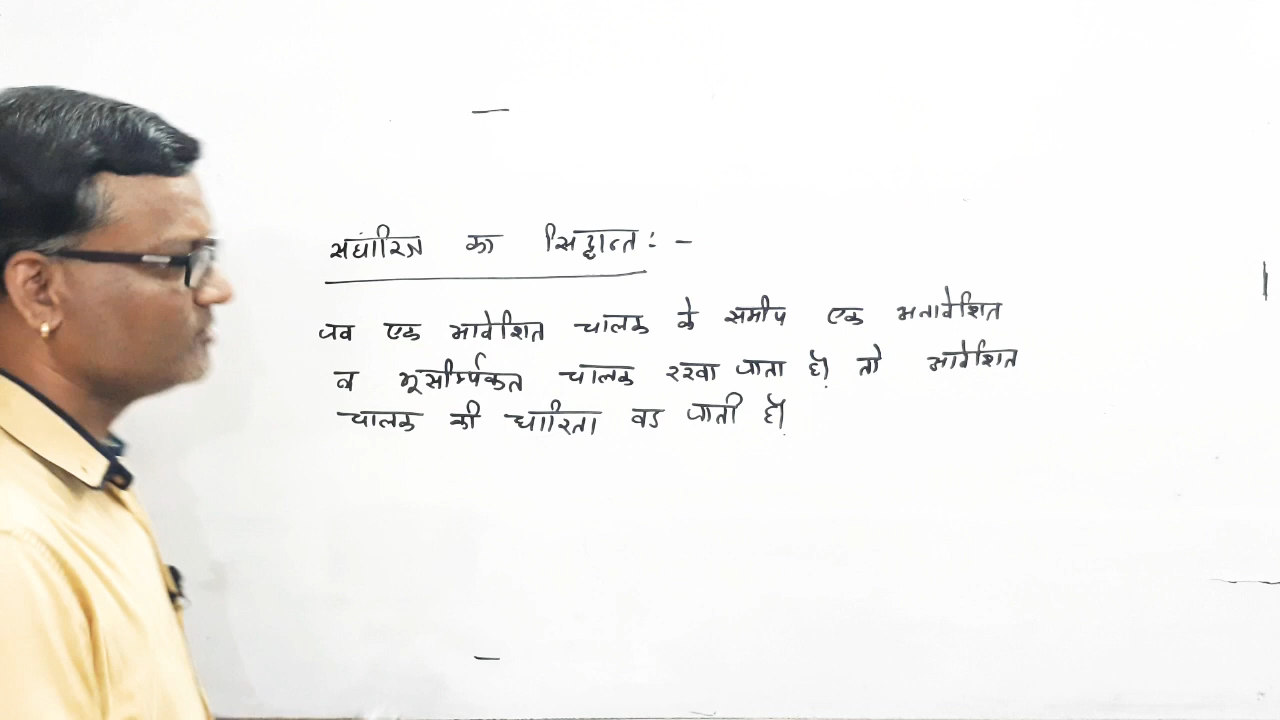 संधारित्र का सिद्धान्त : -
जब एक आवेशित चालक के समीप एक अनावेशित
व भूसम्पर्कित चालक रखा जाता है तो आवेशित
चालक की धारिता बढ जाती है